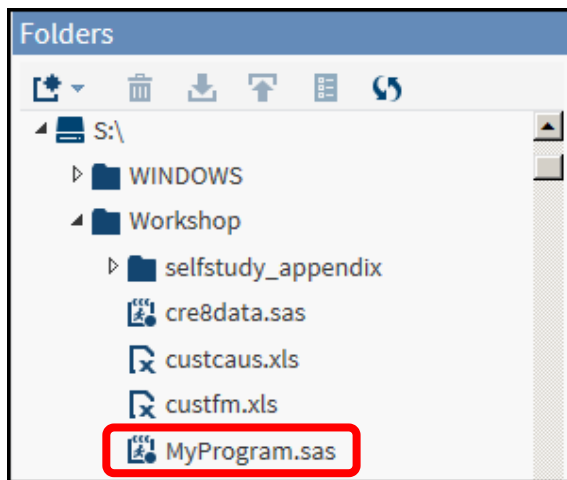 Folders
S:\
WINDOWS
Workshop
selfstudy_appendix
cre8data.sas
custcaus.xls
custfm.xls
MyProgram.sas